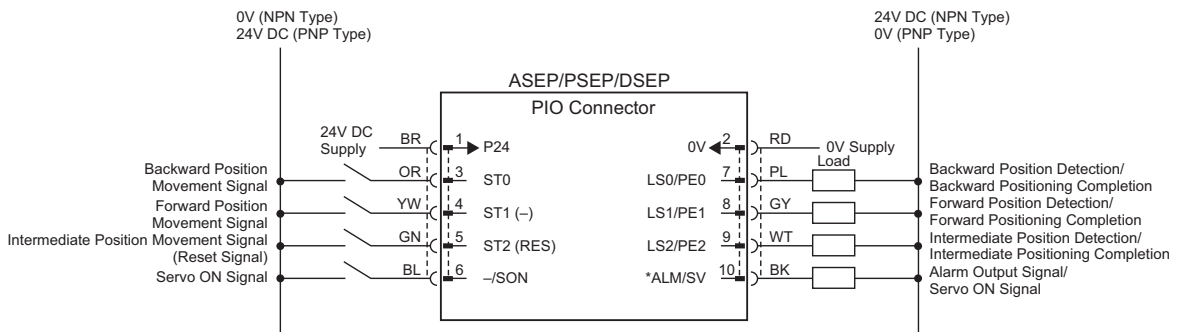 0V (NPN Type)
24V DC (PNP Type)
24V DC (NPN Type)
0V (PNP Type)
ASEP/PSEP/DSEP
PIO Connector
24V DC
Supply
BR
1
P24
0V
2
RD
0V Supply
Load
Backward Position
Movement Signal
OR
3
ST0
LS0/PE0
7
PL
Backward Position Detection/
Backward Positioning Completion
Forward Position
Movement Signal
YW
4
ST1 (–)
LS1/PE1
8
GY
Forward Position Detection/
Forward Positioning Completion
Intermediate Position Movement Signal
(Reset Signal)
GN
5
ST2 (RES)
LS2/PE2
9
WT
Intermediate Position Detection/
Intermediate Positioning Completion
Servo ON Signal
BL
6
–/SON
*ALM/SV
10
BK
Alarm Output Signal/
Servo ON Signal